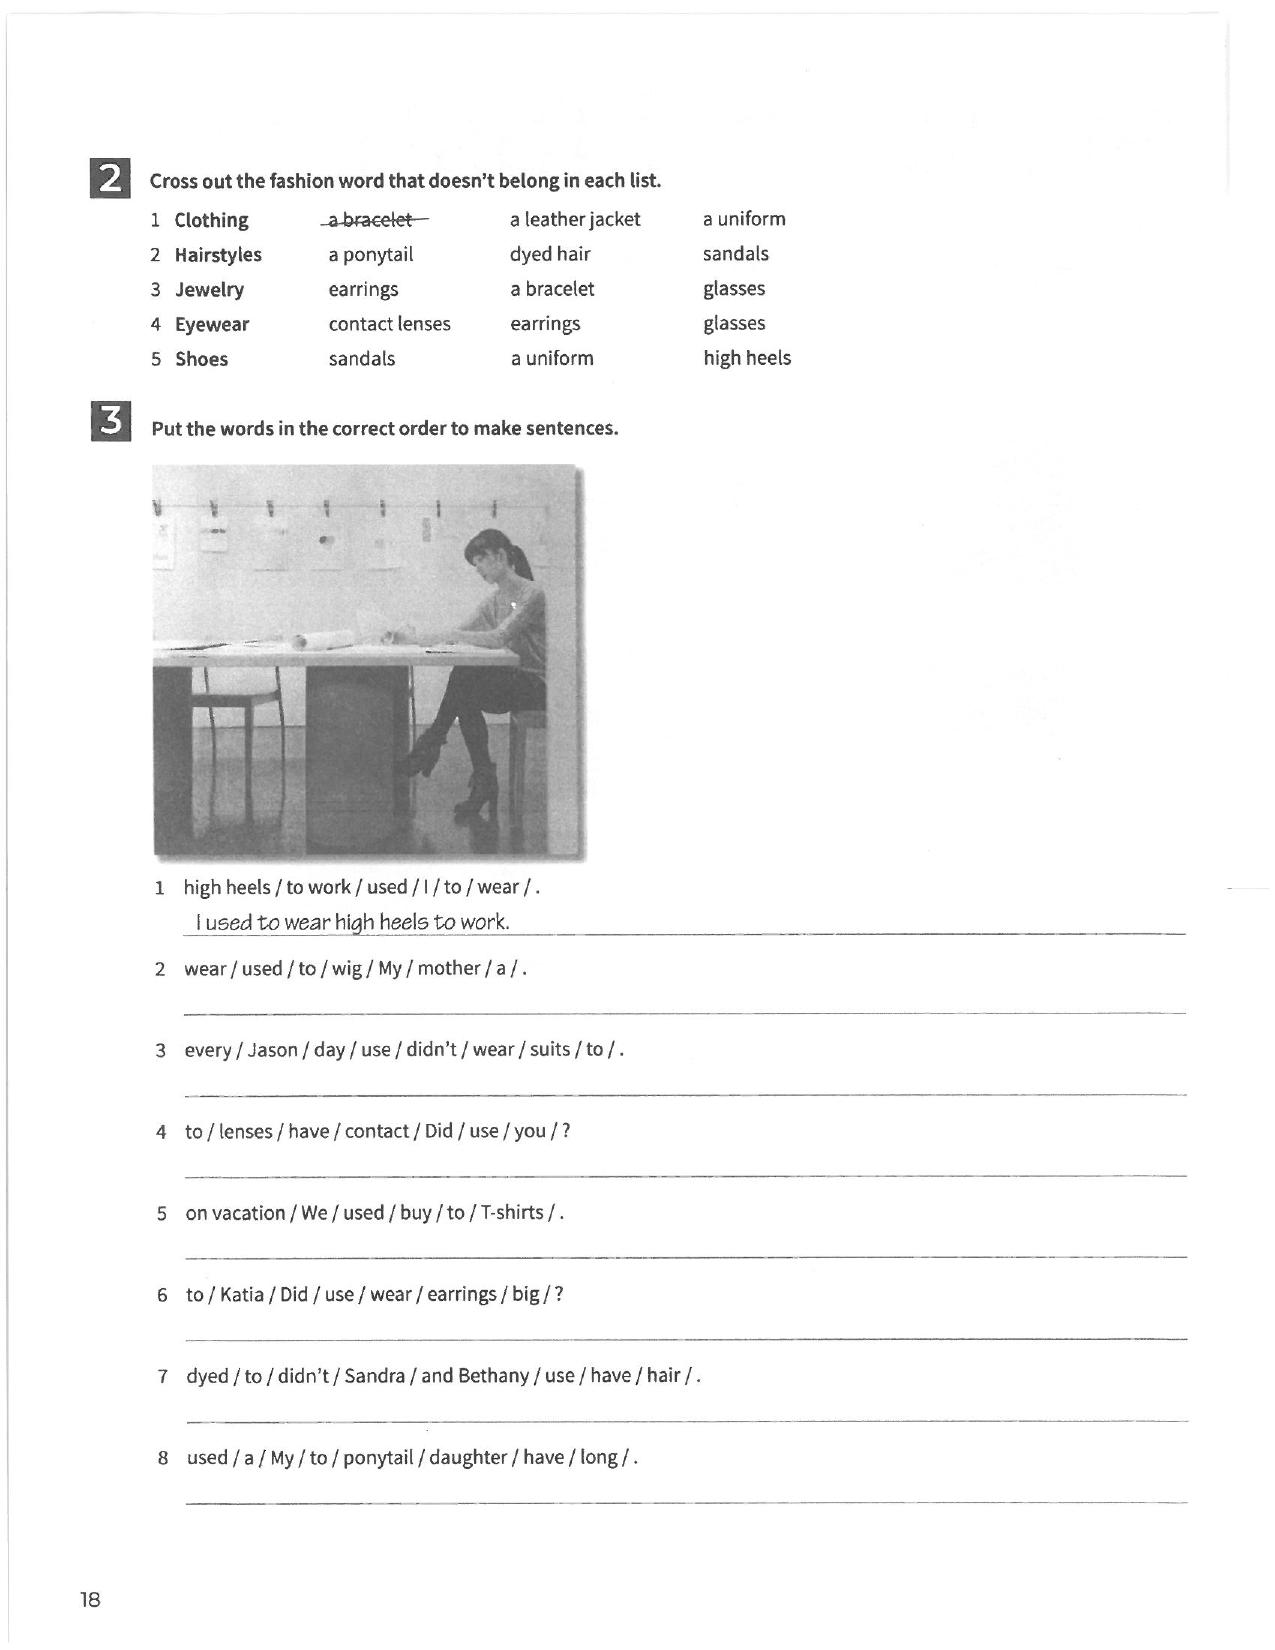 2 Cross out the fashion word that doesn't belong in each list.
1 Clothing a bracelet a leather jacket a uniform
2 Hairstyles a ponytail dyed hair sandals
3 Jewelry earrings a bracelet glasses
4 Eyewear contact lenses earrings glasses
5 Shoes sandals a uniform high heels
3 Put the words in the correct order to make sentences.
1 high heels / to work / used / I / to / wear / .
I used to wear high heels to work.
2 wear / used / to / wig / My / mother / a / .
3 every / Jason / day / use / didn't / wear / suits / to / .
4 to / lenses / have / contact / Did / use / you / ?
5 on vacation / We / used / buy / to / T-shirts / .
6 to / Katia / Did / use / wear / earrings / big / ?
7 dyed / to / didn't / Sandra / and Bethany / use / have / hair / .
8 used / a / My / to / ponytail / daughter / have / long / .
18